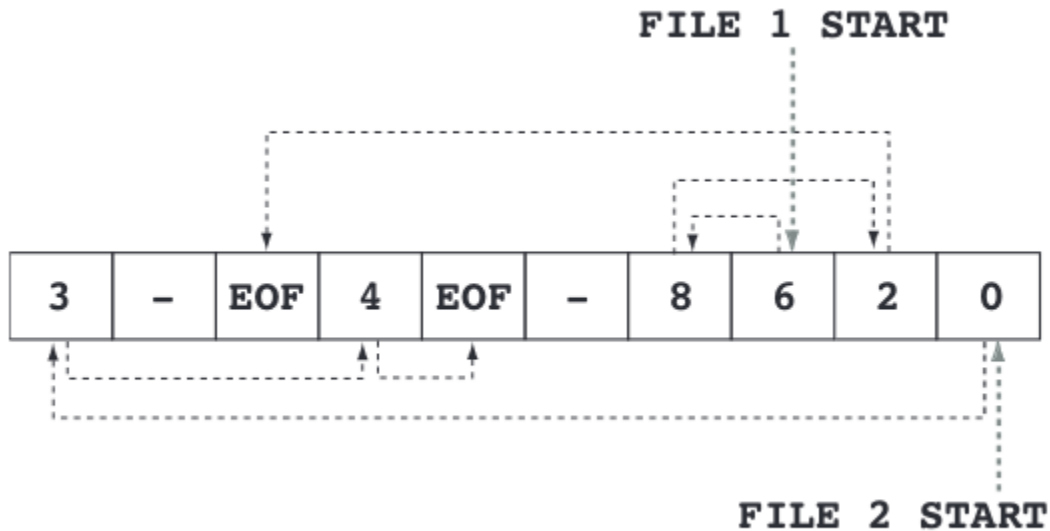 FILE 1 START
3 – EOF 4 EOF – 8 6 2 0
FILE 2 START